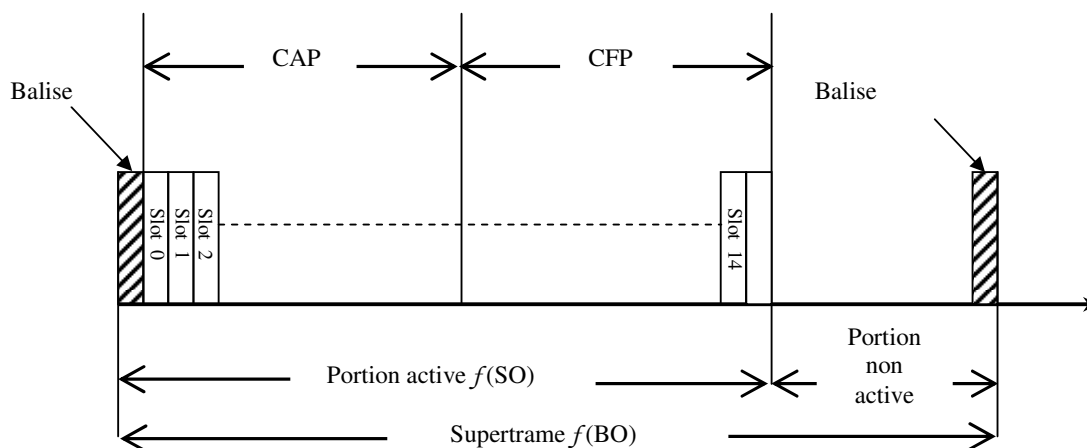 CAP
CFP
Balise
Balise
Slot 0
Slot 1
Slot 2
Slot 14
Portion active f(SO)
Portion
non
active
Supertrame f(BO)